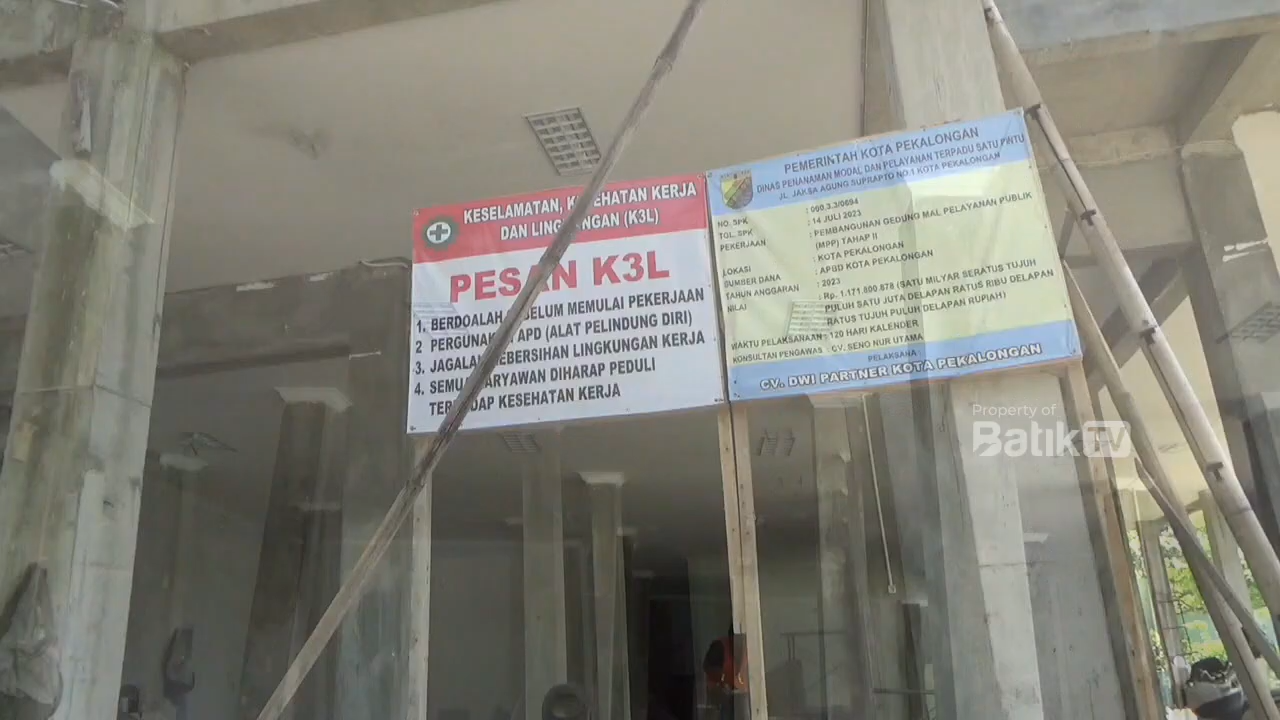 KESELAMATAN, KESEHATAN KERJA
DAN LINGKUNGAN (K3L)
PESAN K3L
1. BERDOALAH SEBELUM MEMULAI PEKERJAAN
2 PERGUNAKAN APD (ALAT PELINDUNG DIRI)
3. JAGALAH KEBERSIHAN LINGKUNGAN KERJA
4. SEMUA KARYAWAN DIHARAP PEDULI
TERHADAP KESEHATAN KERJA
PEMERINTAH KOTA PEKALONGAN
DINAS PENANAMAN MODAL DAN PELAYANAN TERPADU SATU PINTU
JL. JAKSA AGUNG SUPRAPTO NO.1 KOTA PEKALONGAN
NO. SPK : 060.3.3/0694
TGL. SPK : 14 JULI 2023
PEKERJAAN : PEMBANGUNAN GEDUNG MAL PELAYANAN PUBLIK
(MPP) TAHAP II
LOKASI : KOTA PEKALONGAN
SUMBER DANA : APBD KOTA PEKALONGAN
TAHUN ANGGARAN : 2023
NILAI : Rp. 1.171.800.878 (SATU MILYAR SERATUS TUJUH
PULUH SATU JUTA DELAPAN RATUS RIBU DELAPAN
RATUS TUJUH PULUH DELAPAN RUPIAH)
WAKTU PELAKSANAAN : 120 HARI KALENDER
KONSULTAN PENGAWAS : CV. SENO NUR UTAMA
PELAKSANA :
CV. DWI PARTNER KOTA PEKALONGAN
Property of
BatikTV